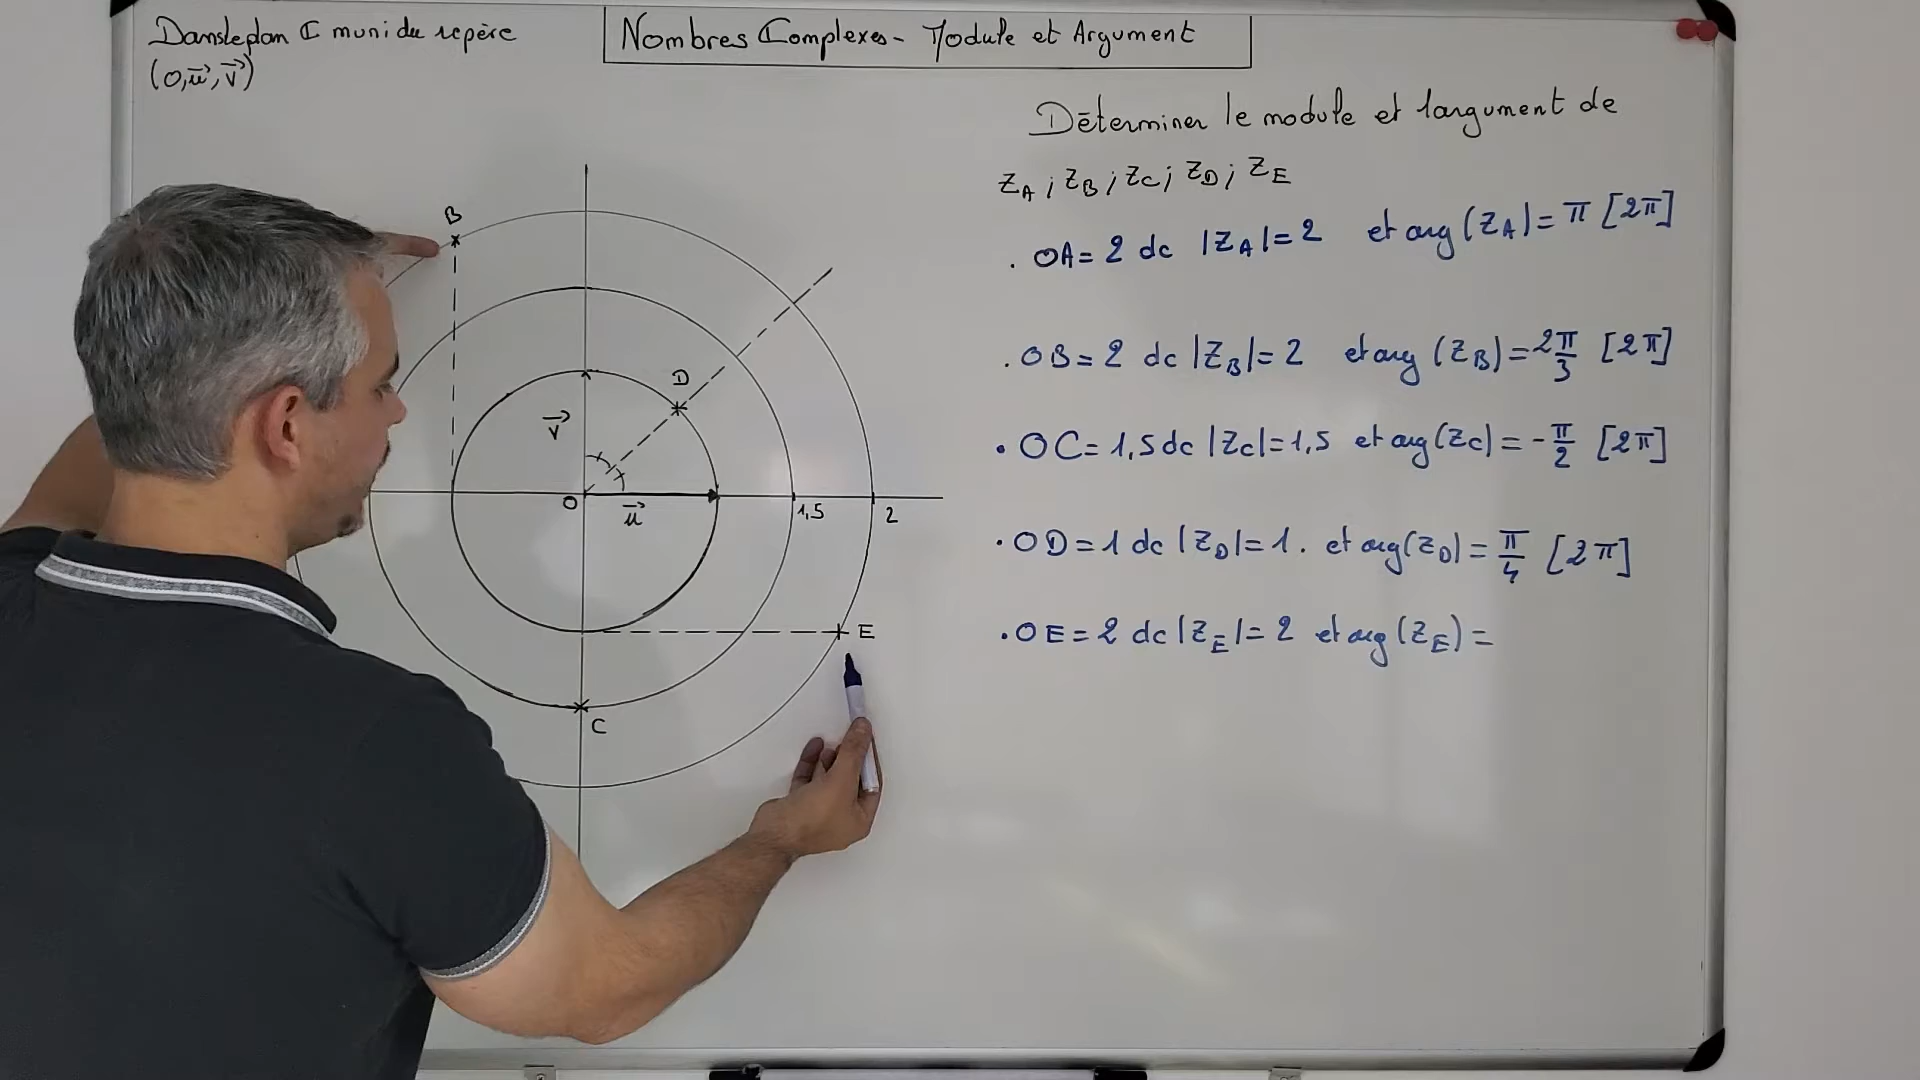 Dans le plan ℂ muni du repère
(O, u⃗, v⃗)
Nombres Complexes - Module et Argument
Déterminer le module et l'argument de
z_A ; z_B ; z_C ; z_D ; z_E
. OA = 2 dc |z_A| = 2 et arg(z_A) = π [2π]
. OB = 2 dc |z_B| = 2 et arg(z_B) = 2π/3 [2π]
. OC = 1,5 dc |z_C| = 1,5 et arg(z_C) = -π/2 [2π]
. OD = 1 dc |z_D| = 1. et arg(z_D) = π/4 [2π]
. OE = 2 dc |z_E| = 2 et arg(z_E) =
B
D
v⃗
O
u⃗
1,5
2
E
C